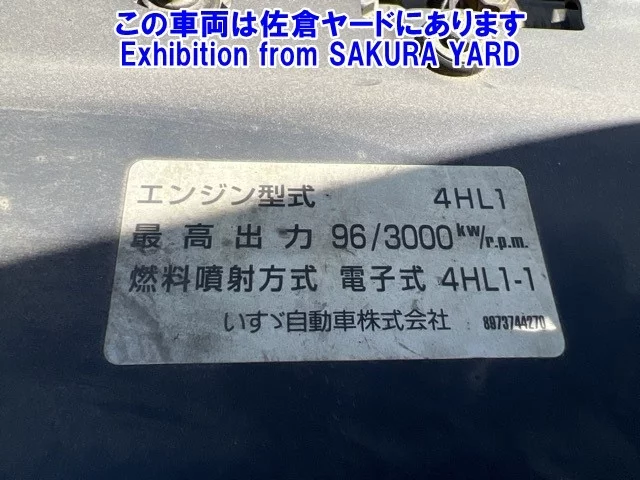 この車両は佐倉ヤードにあります
Exhibition from SAKURA YARD
エンジン型式 4HL1
最高出力 96/3000 kw/r.p.m.
燃料噴射方式 電子式 4HL1-1
いすゞ自動車株式会社 8973744270